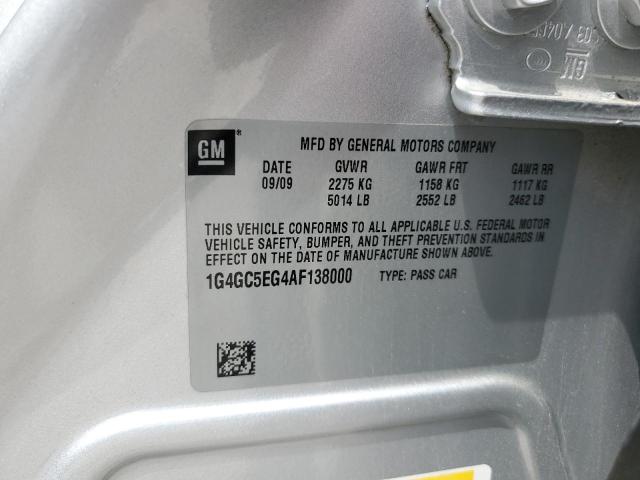 GM
MFD BY GENERAL MOTORS COMPANY
DATE GVWR GAWR FRT GAWR RR
09/09 2275 KG 1158 KG 1117 KG
5014 LB 2552 LB 2462 LB
THIS VEHICLE CONFORMS TO ALL APPLICABLE U.S. FEDERAL MOTOR
VEHICLE SAFETY, BUMPER, AND THEFT PREVENTION STANDARDS IN
EFFECT ON THE DATE OF MANUFACTURE SHOWN ABOVE.
1G4GC5EG4AF138000 TYPE: PASS CAR
GM